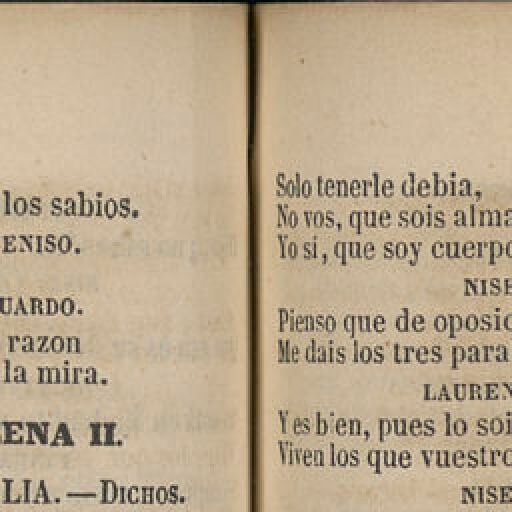 los sabios.
ENISO.
UARDO.
razon
la mira.
ENA II.
LIA.—Dichos.
Solo tenerle debia,
No vos, que sois alma
Yo si, que soy cuerpo
NISE
Pienso que de oposic
Me dais los tres para
LAUREN
Y es bien, pues lo soi
Viven los que vuestro
NISE